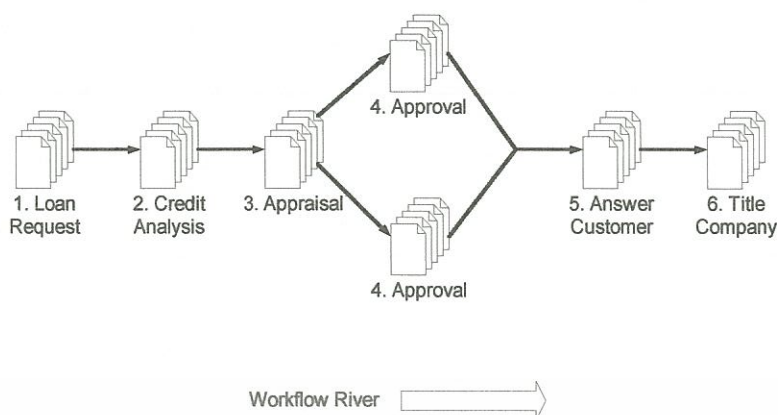 4. Approval
1. Loan
Request
2. Credit
Analysis
3. Appraisal
5. Answer
Customer
6. Title
Company
4. Approval
Workflow River